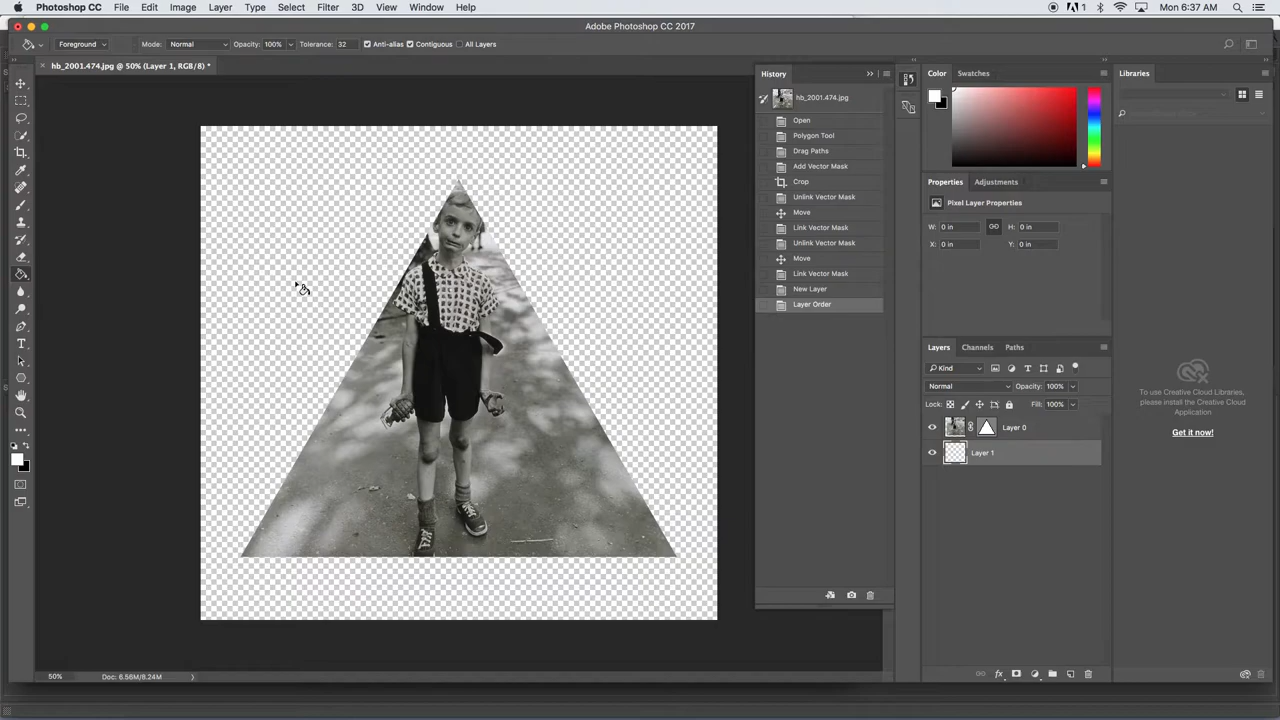 Photoshop CC File Edit Image Layer Type Select Filter 3D View Window Help 1 Mon 6:37 AM
Adobe Photoshop CC 2017
Foreground Mode: Normal Opacity: 100% Tolerance: 32 Anti-alias Contiguous All Layers
hb_2001.474.jpg @ 50% (Layer 1, RGB/8) *
History
hb_2001.474.jpg
Open
Polygon Tool
Drag Paths
Add Vector Mask
Crop
Unlink Vector Mask
Move
Link Vector Mask
Unlink Vector Mask
Move
Link Vector Mask
New Layer
Layer Order
Color Swatches
Properties Adjustments
Pixel Layer Properties
W: 0 in H: 0 in
X: 0 in Y: 0 in
Layers Channels Paths
Kind
Normal Opacity: 100%
Lock: Fill: 100%
Layer 0
Layer 1
Libraries
To use Creative Cloud Libraries,
please install the Creative Cloud
Application
Get it now!
50% Doc: 6.56M/8.24M